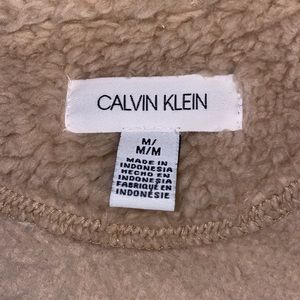 CALVIN KLEIN
M/
M/M
MADE IN
INDONESIA
HECHO EN
INDONESIA
FABRIQUÉ EN
INDONÉSIE